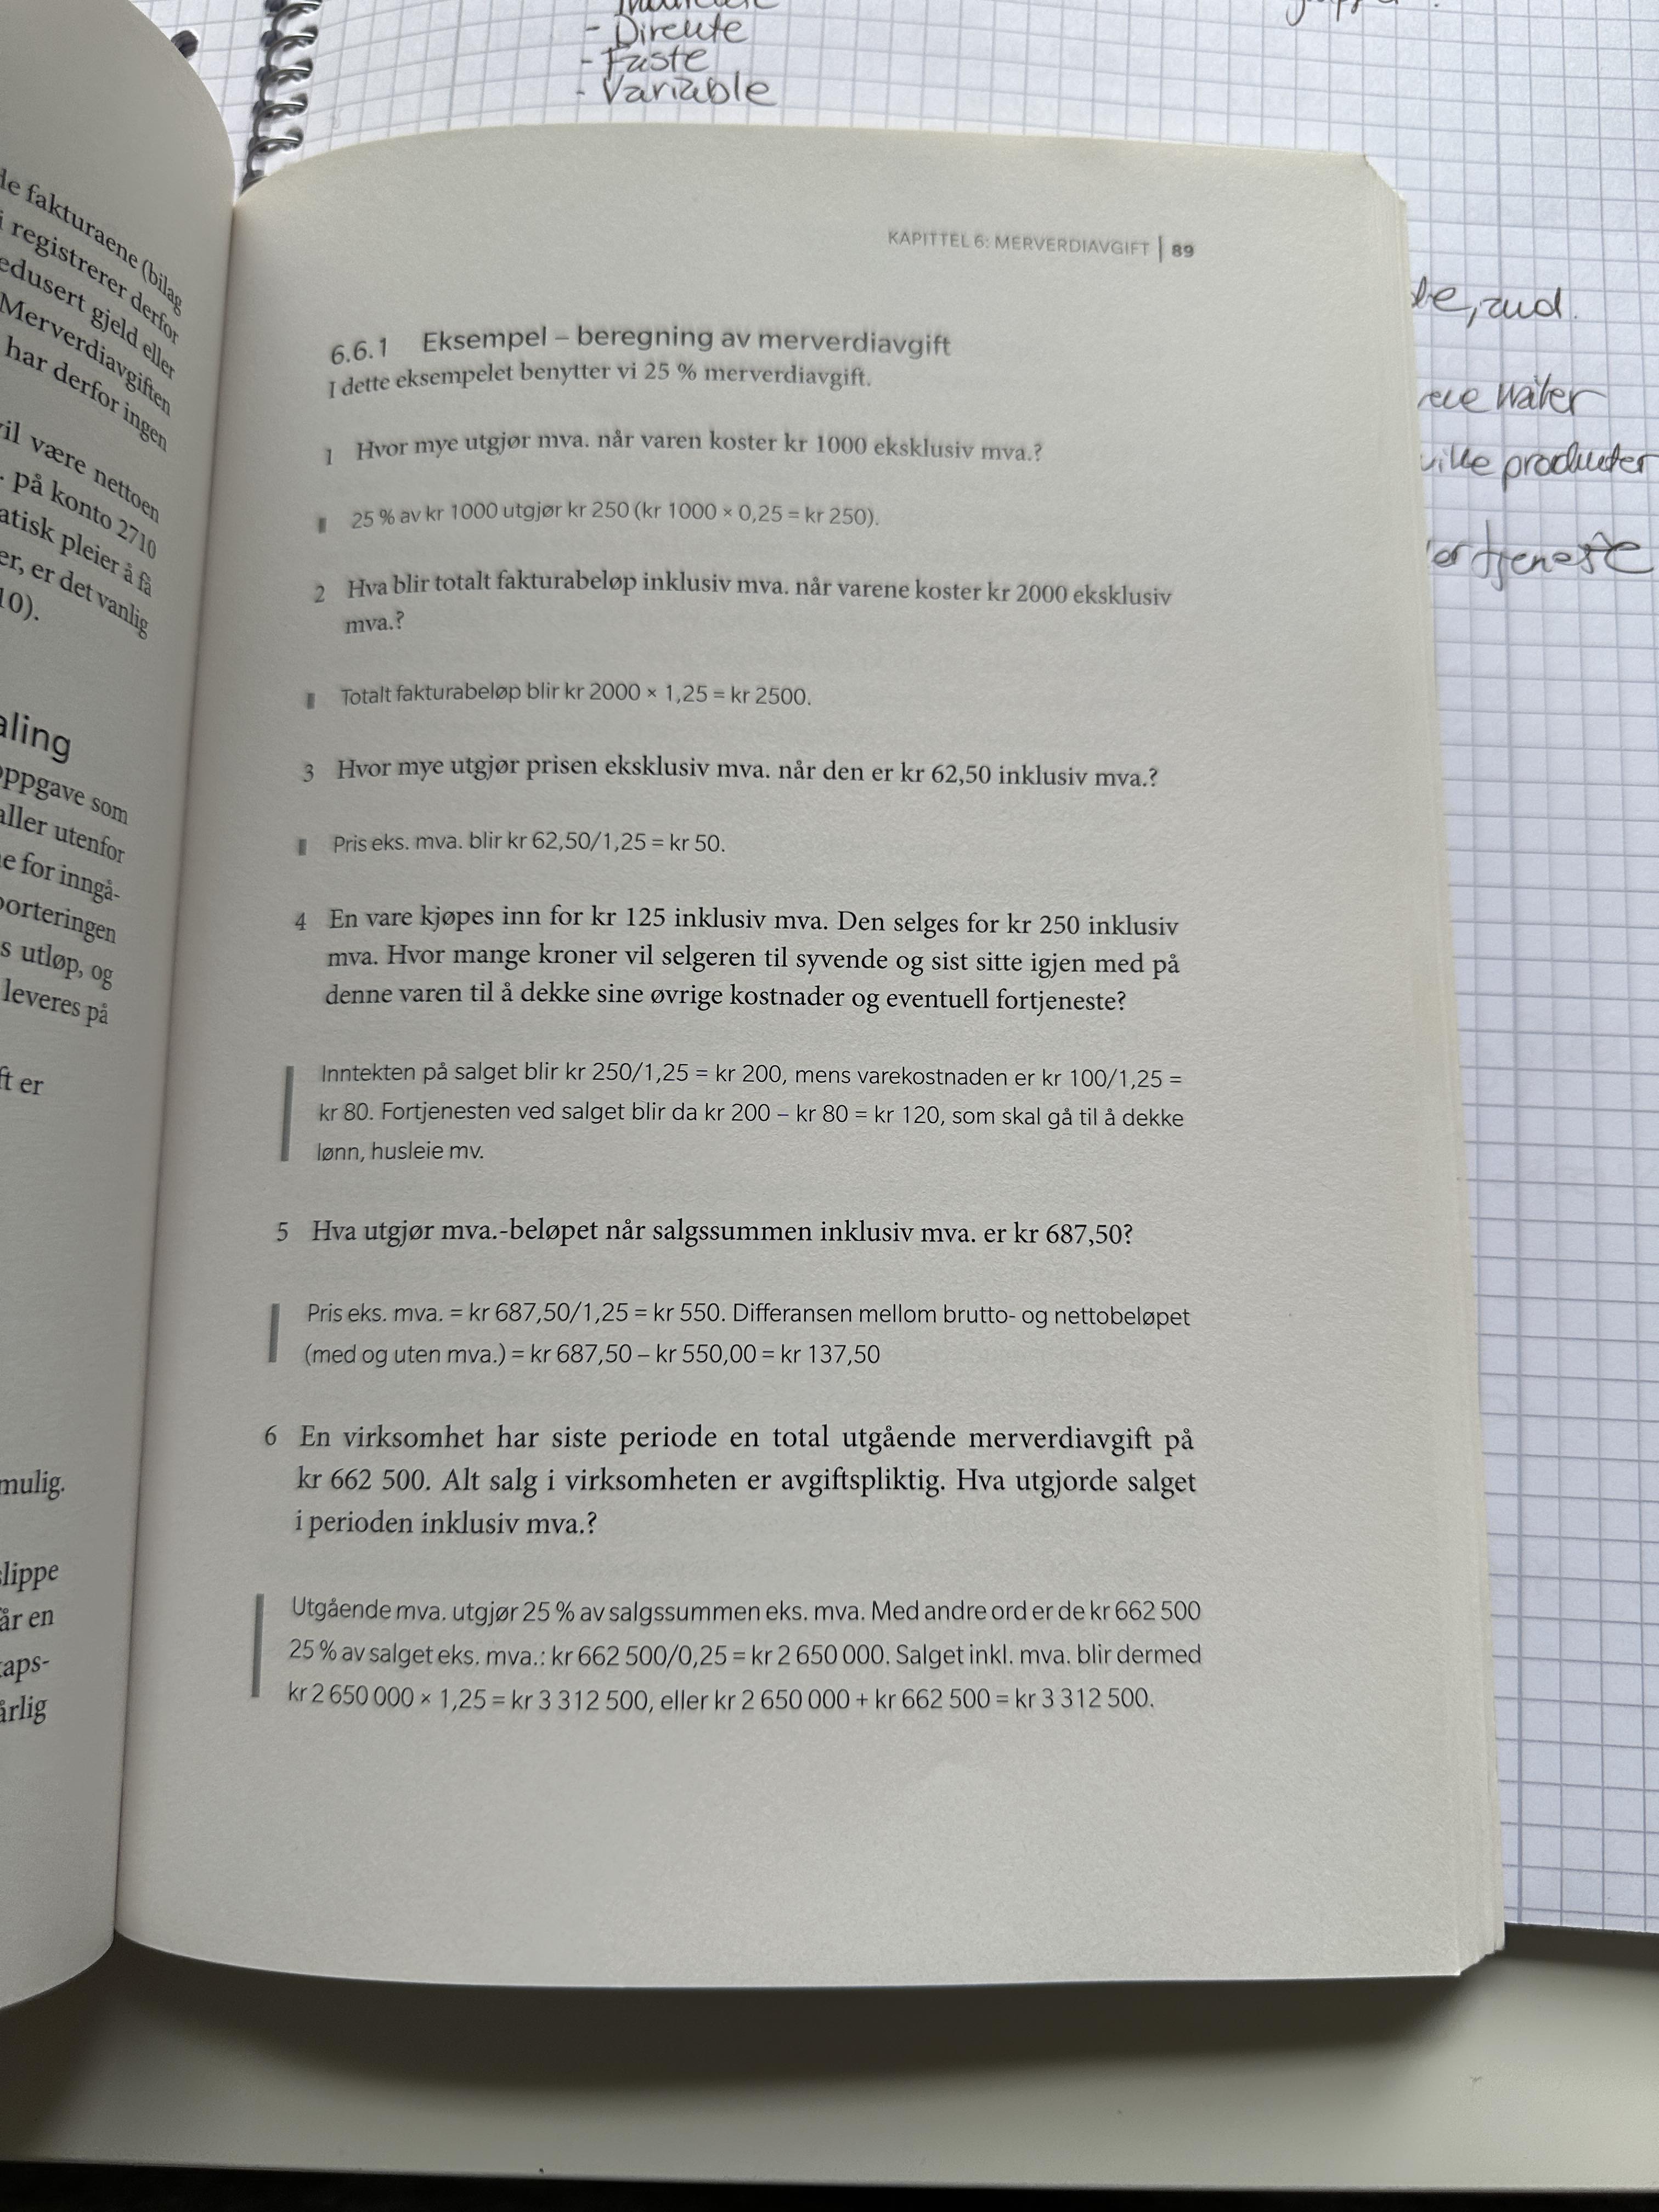 - Direkte
- Faste
- Variable
de fakturaene (bilag
i registrerer derfor
edusert gjeld eller
Merverdiavgiften
har derfor ingen
il være nettoen
. på konto 2710
atisk pleier å få
er, er det vanlig
10).
aling
oppgave som
aller utenfor
e for inngå-
porteringen
s utløp, og
leveres på
ft er
mulig.
slippe
år en
aps-
årlig
KAPITTEL 6: MERVERDIAVGIFT | 89
6.6.1 Eksempel – beregning av merverdiavgift
I dette eksempelet benytter vi 25 % merverdiavgift.
1 Hvor mye utgjør mva. når varen koster kr 1000 eksklusiv mva.?
25 % av kr 1000 utgjør kr 250 (kr 1000 × 0,25 = kr 250).
2 Hva blir totalt fakturabeløp inklusiv mva. når varene koster kr 2000 eksklusiv
mva.?
Totalt fakturabeløp blir kr 2000 × 1,25 = kr 2500.
3 Hvor mye utgjør prisen eksklusiv mva. når den er kr 62,50 inklusiv mva.?
Pris eks. mva. blir kr 62,50/1,25 = kr 50.
4 En vare kjøpes inn for kr 125 inklusiv mva. Den selges for kr 250 inklusiv
mva. Hvor mange kroner vil selgeren til syvende og sist sitte igjen med på
denne varen til å dekke sine øvrige kostnader og eventuell fortjeneste?
Inntekten på salget blir kr 250/1,25 = kr 200, mens varekostnaden er kr 100/1,25 =
kr 80. Fortjenesten ved salget blir da kr 200 – kr 80 = kr 120, som skal gå til å dekke
lønn, husleie mv.
5 Hva utgjør mva.-beløpet når salgssummen inklusiv mva. er kr 687,50?
Pris eks. mva. = kr 687,50/1,25 = kr 550. Differansen mellom brutto- og nettobeløpet
(med og uten mva.) = kr 687,50 – kr 550,00 = kr 137,50
6 En virksomhet har siste periode en total utgående merverdiavgift på
kr 662 500. Alt salg i virksomheten er avgiftspliktig. Hva utgjorde salget
i perioden inklusiv mva.?
Utgående mva. utgjør 25 % av salgssummen eks. mva. Med andre ord er de kr 662 500
25 % av salget eks. mva.: kr 662 500/0,25 = kr 2 650 000. Salget inkl. mva. blir dermed
kr 2 650 000 × 1,25 = kr 3 312 500, eller kr 2 650 000 + kr 662 500 = kr 3 312 500.
produkter